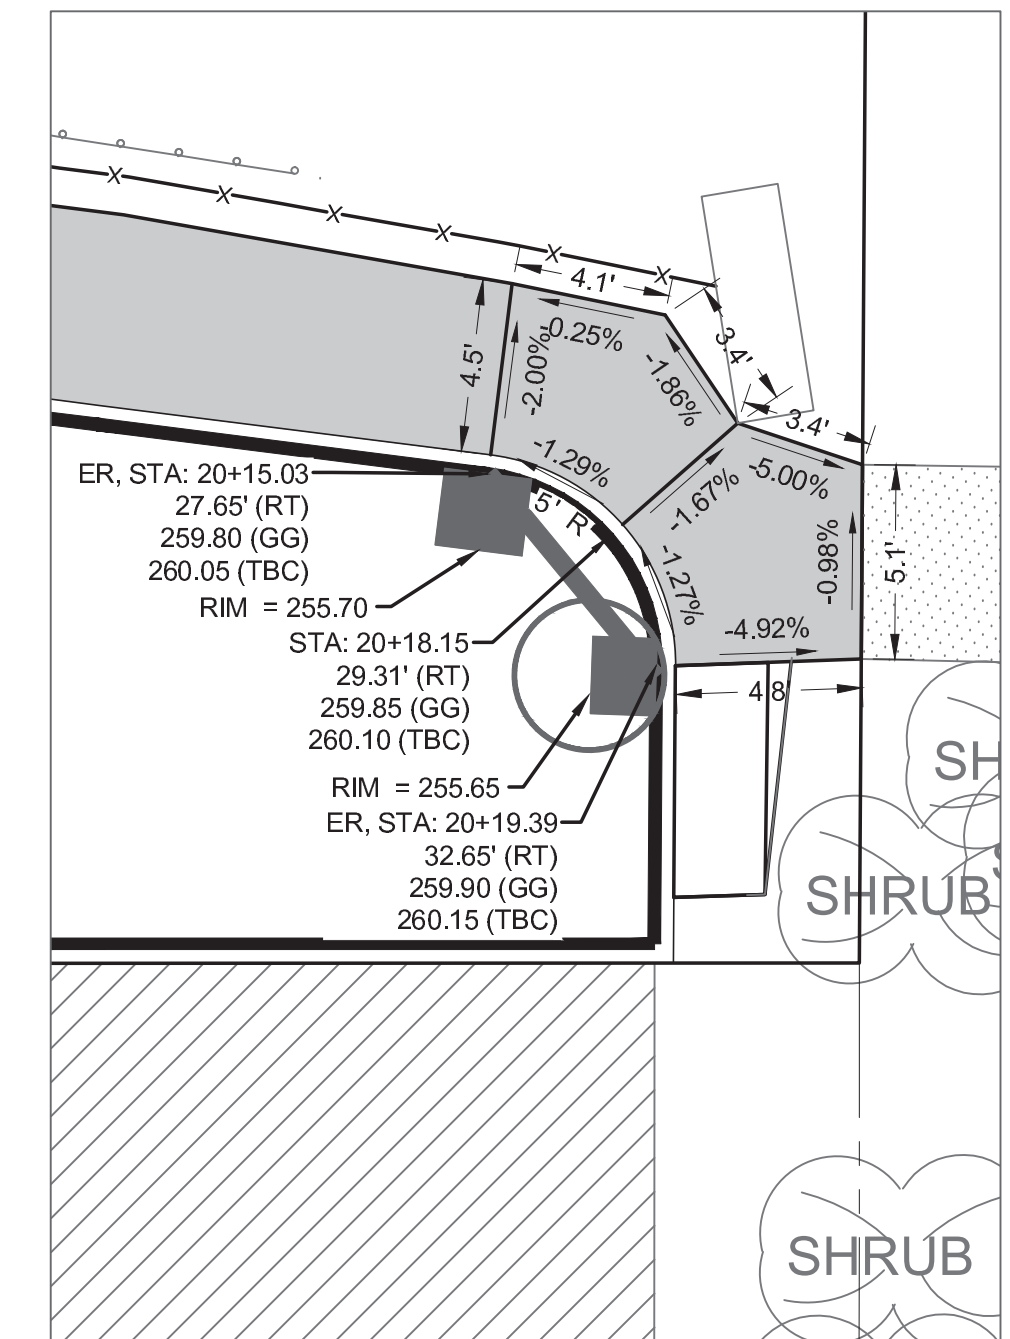 X X X X X X
4.1'
-0.25%
3.4'
4.5'
-2.00%
-1.86%
3.4'
-1.29%
-5.00%
ER, STA: 20+15.03
27.65' (RT)
259.80 (GG)
260.05 (TBC)
5' R
-1.67%
-0.98%
5.1'
RIM = 255.70
-1.27%
STA: 20+18.15
29.31' (RT)
259.85 (GG)
260.10 (TBC)
-4.92%
4.8'
RIM = 255.65
ER, STA: 20+19.39
32.65' (RT)
259.90 (GG)
260.15 (TBC)
SH
SHRUB
S
SHRUB